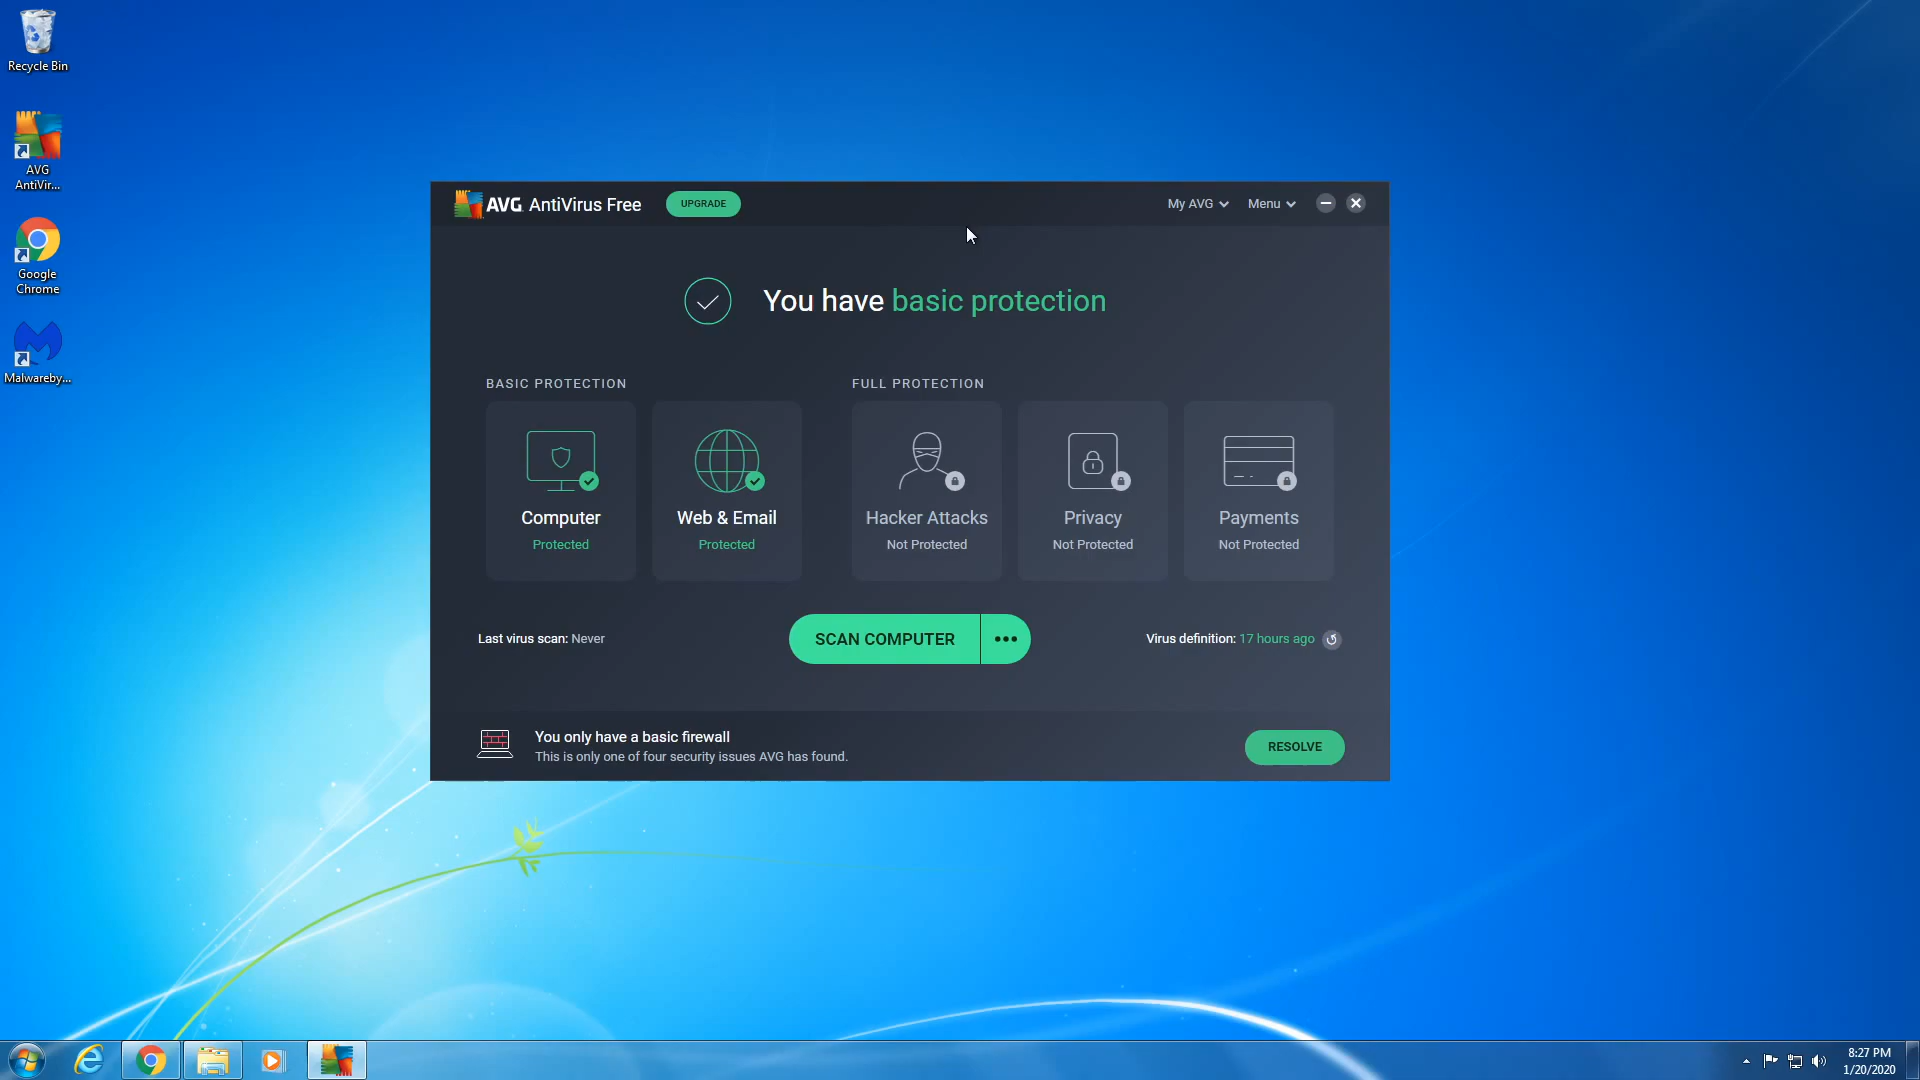 Recycle Bin
AVG
AntiVir...
Google
Chrome
Malwareby...
AVG AntiVirus Free
UPGRADE
My AVG
Menu
You have basic protection
BASIC PROTECTION
FULL PROTECTION
Computer
Protected
Web & Email
Protected
Hacker Attacks
Not Protected
Privacy
Not Protected
Payments
Not Protected
Last virus scan: Never
SCAN COMPUTER
Virus definition: 17 hours ago
You only have a basic firewall
This is only one of four security issues AVG has found.
RESOLVE
8:27 PM
1/20/2020